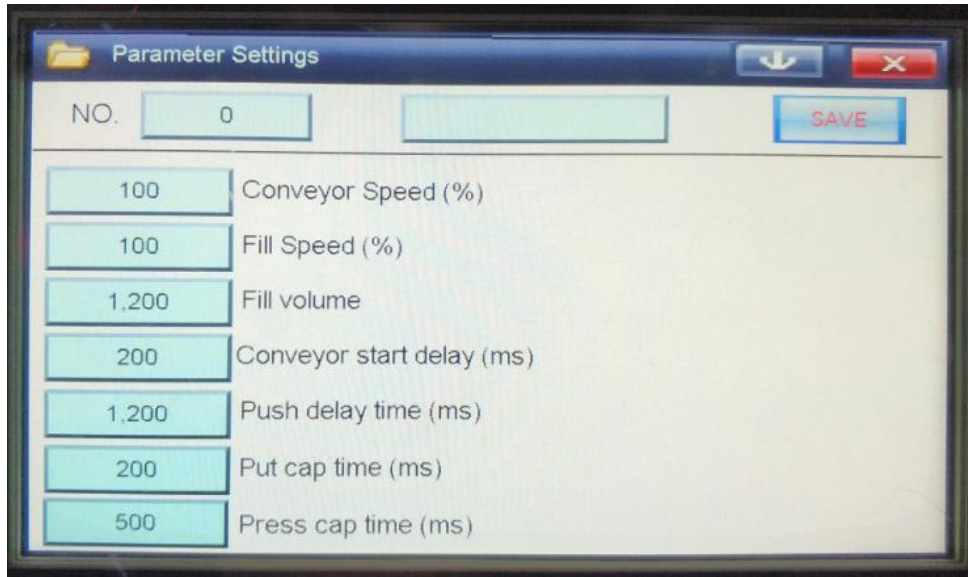 Parameter Settings
NO. 0 SAVE
100 Conveyor Speed (%)
100 Fill Speed (%)
1,200 Fill volume
200 Conveyor start delay (ms)
1,200 Push delay time (ms)
200 Put cap time (ms)
500 Press cap time (ms)